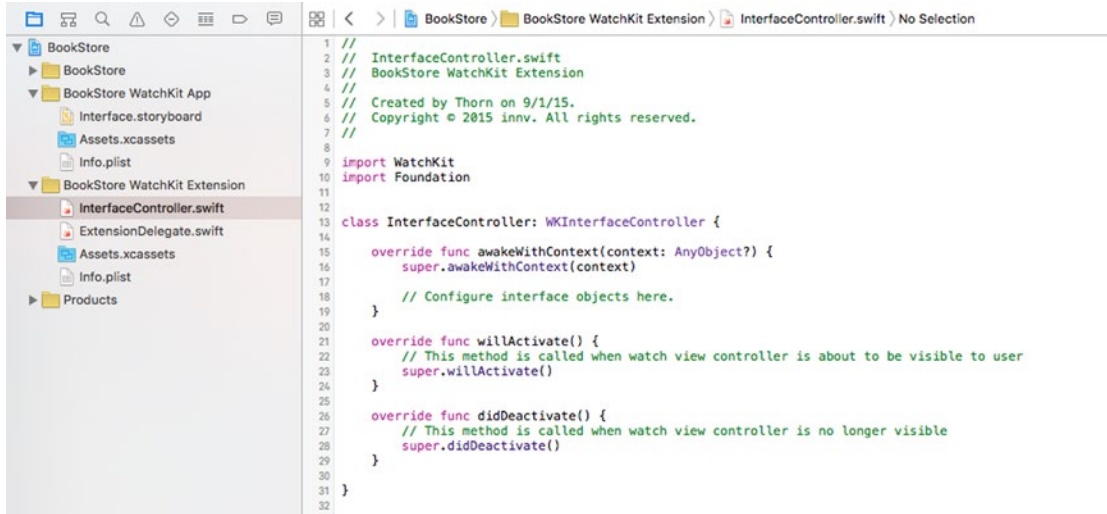 BookStore 〉 BookStore WatchKit Extension 〉 InterfaceController.swift 〉 No Selection
BookStore
BookStore
BookStore WatchKit App
Interface.storyboard
Assets.xcassets
Info.plist
BookStore WatchKit Extension
InterfaceController.swift
ExtensionDelegate.swift
Assets.xcassets
Info.plist
Products
1 //
2 //  InterfaceController.swift
3 //  BookStore WatchKit Extension
4 //
5 //  Created by Thorn on 9/1/15.
6 //  Copyright © 2015 innv. All rights reserved.
7 //
8
9 import WatchKit
10 import Foundation
11
12
13 class InterfaceController: WKInterfaceController {
14
15     override func awakeWithContext(context: AnyObject?) {
16         super.awakeWithContext(context)
17
18         // Configure interface objects here.
19     }
20
21     override func willActivate() {
22         // This method is called when watch view controller is about to be visible to user
23         super.willActivate()
24     }
25
26     override func didDeactivate() {
27         // This method is called when watch view controller is no longer visible
28         super.didDeactivate()
29     }
30
31 }
32